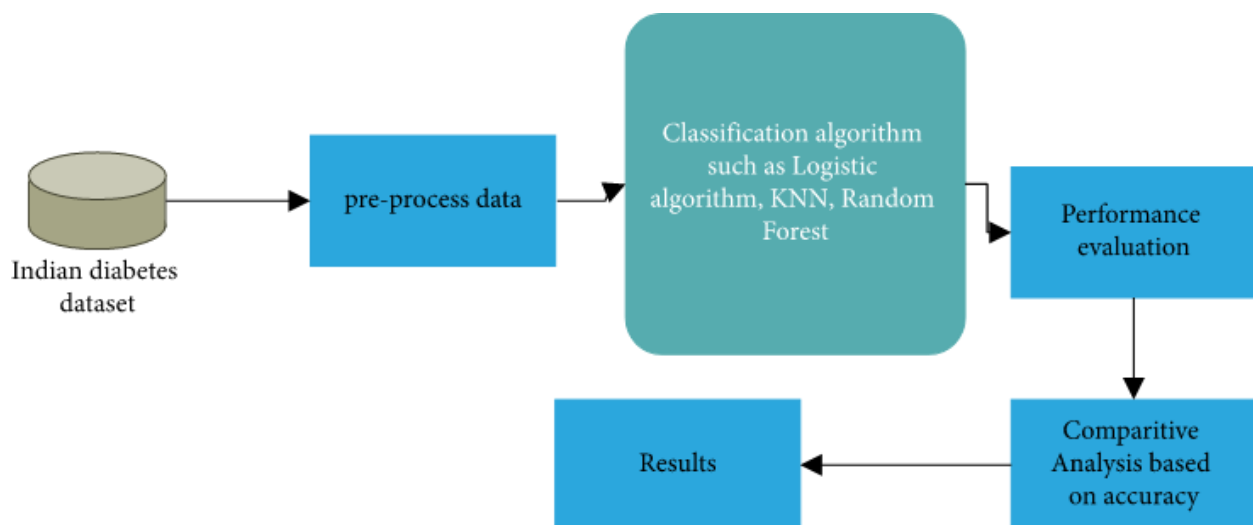 Indian diabetes
dataset
pre-process data
Classification algorithm
such as Logistic
algorithm, KNN, Random
Forest
Performance
evaluation
Comparitive
Analysis based
on accuracy
Results